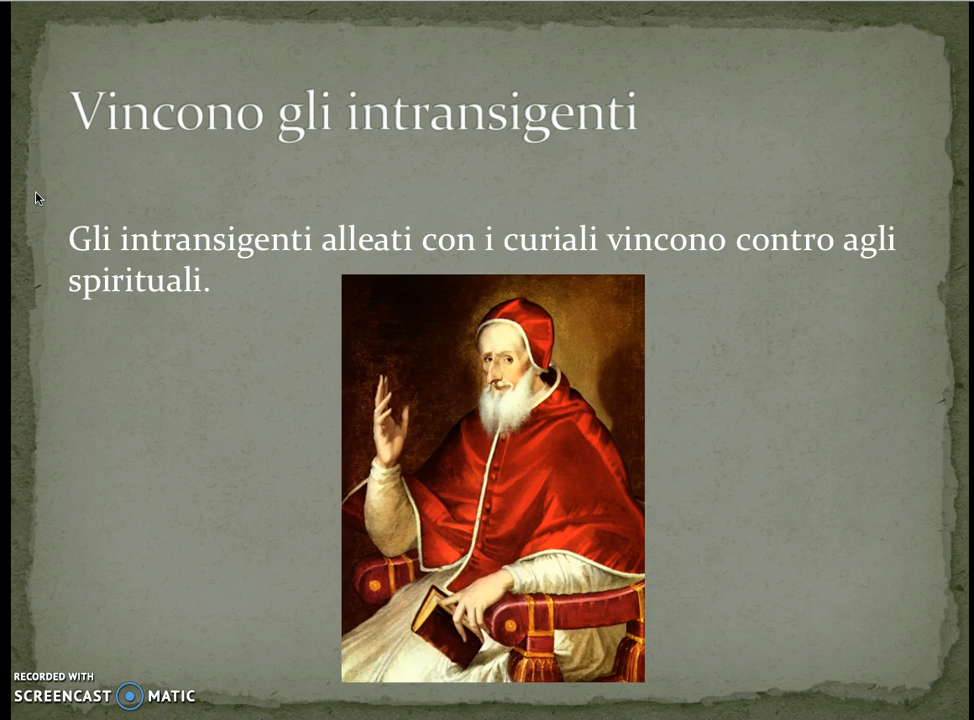 Vincono gli intransigenti
Gli intransigenti alleati con i curiali vincono contro agli
spirituali.
RECORDED WITH
SCREENCAST MATIC